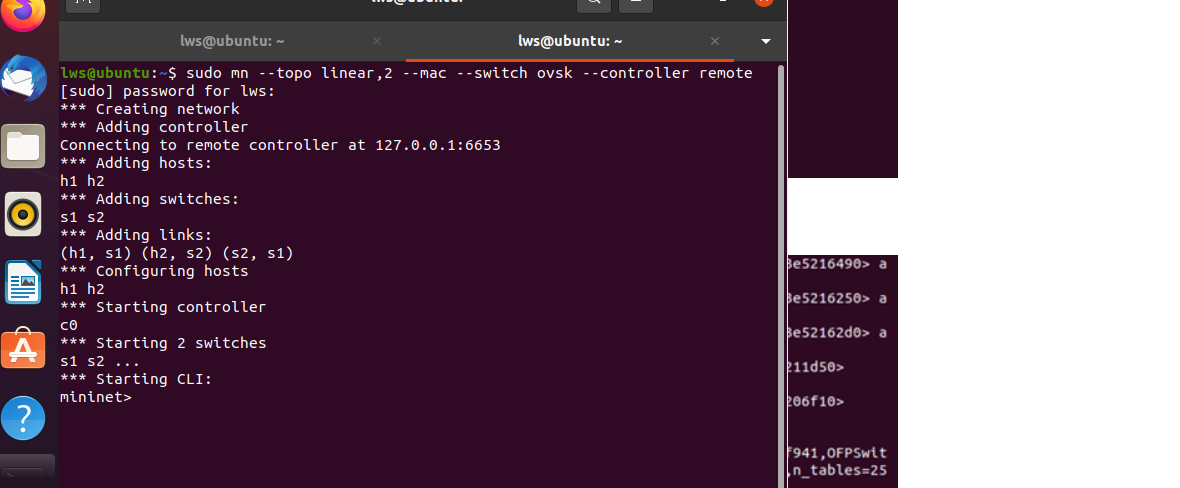 lws@ubuntu: ~ × lws@ubuntu: ~ ×
lws@ubuntu:~$ sudo mn --topo linear,2 --mac --switch ovsk --controller remote
[sudo] password for lws:
*** Creating network
*** Adding controller
Connecting to remote controller at 127.0.0.1:6653
*** Adding hosts:
h1 h2
*** Adding switches:
s1 s2
*** Adding links:
(h1, s1) (h2, s2) (s2, s1)
*** Configuring hosts
h1 h2
*** Starting controller
c0
*** Starting 2 switches
s1 s2 ...
*** Starting CLI:
mininet>
3e5216490> a
3e5216250> a
3e52162d0> a
211d50>
206f10>
f941,OFPSwit
,n_tables=25